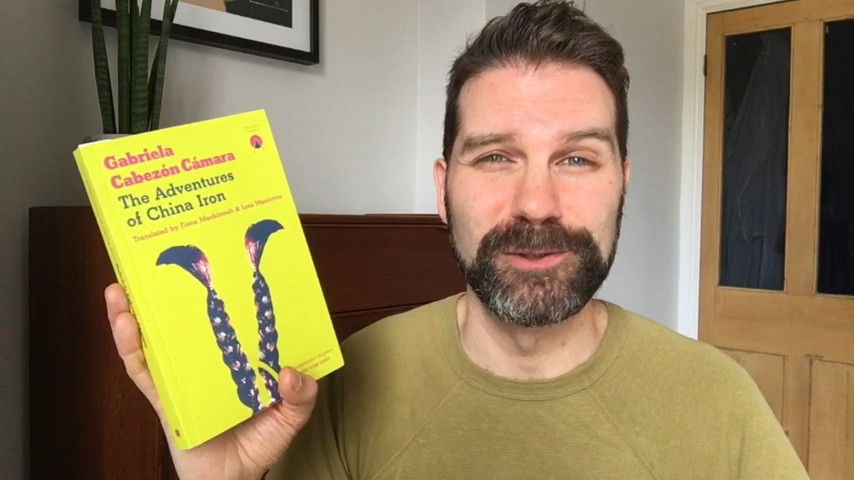 Gabriela
Cabezón Cámara
The Adventures
of China Iron
Translated by Fiona Mackintosh & Iona Macintyre